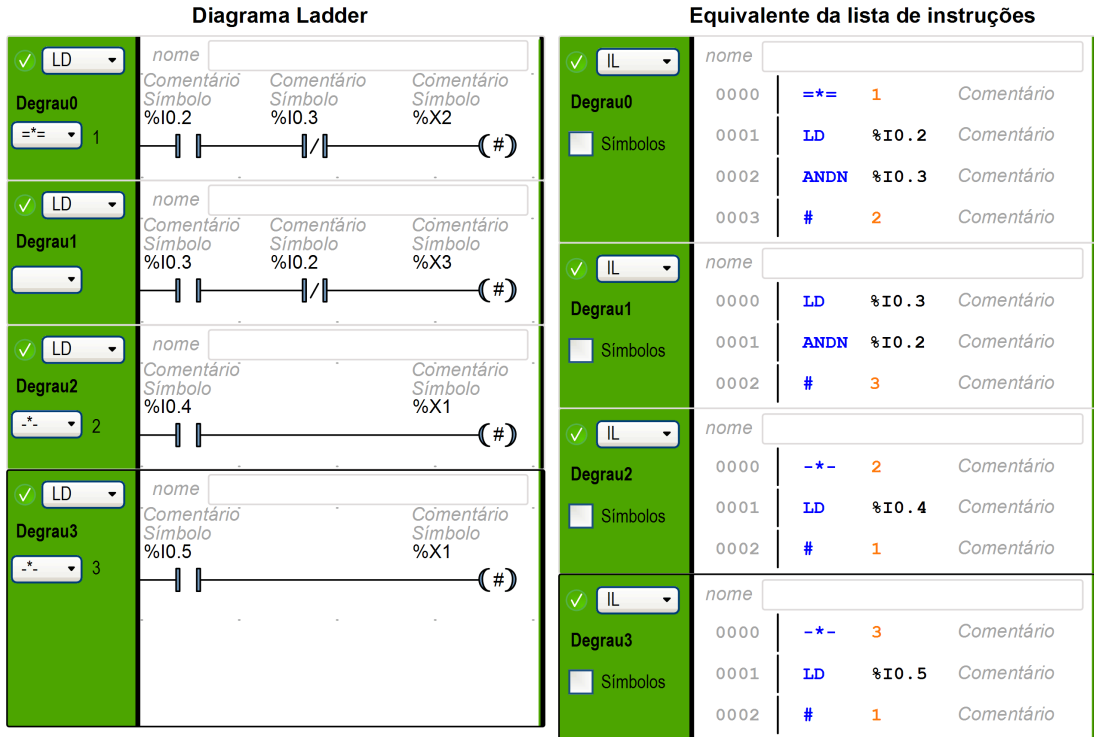 Diagrama Ladder
LD
nome
Comentário Comentário Comentário
Degrau0
Símbolo Símbolo Símbolo
%I0.2 %I0.3 %X2
=*= 1
( # )
LD
nome
Comentário Comentário Comentário
Degrau1
Símbolo Símbolo Símbolo
%I0.3 %I0.2 %X3
( # )
LD
nome
Comentário Comentário
Degrau2
Símbolo Símbolo
%I0.4 %X1
-*- 2
( # )
LD
nome
Comentário Comentário
Degrau3
Símbolo Símbolo
%I0.5 %X1
-*- 3
( # )
Equivalente da lista de instruções
IL
nome
Degrau0
Símbolos
0000 =*= 1 Comentário
0001 LD %I0.2 Comentário
0002 ANDN %I0.3 Comentário
0003 # 2 Comentário
IL
nome
Degrau1
Símbolos
0000 LD %I0.3 Comentário
0001 ANDN %I0.2 Comentário
0002 # 3 Comentário
IL
nome
Degrau2
Símbolos
0000 -*- 2 Comentário
0001 LD %I0.4 Comentário
0002 # 1 Comentário
IL
nome
Degrau3
Símbolos
0000 -*- 3 Comentário
0001 LD %I0.5 Comentário
0002 # 1 Comentário